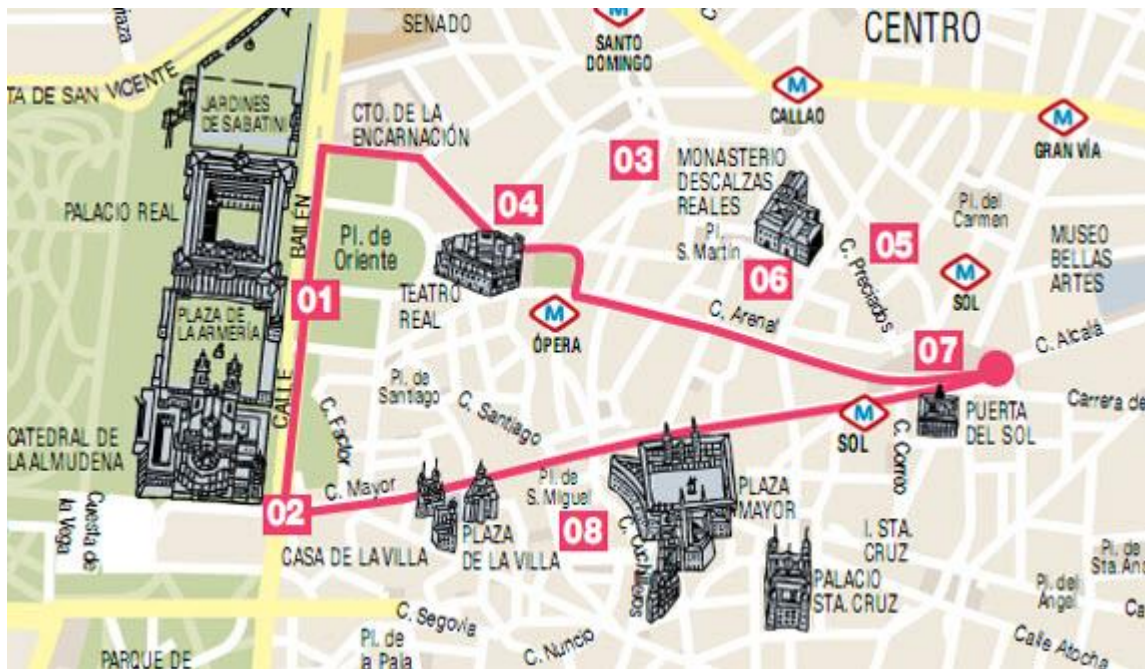 SENADO
SANTO
DOMINGO
CENTRO
TA DE SAN VICENTE
JARDINES
DE SABATINI
CTO. DE LA
ENCARNACIÓN
CALLAO
GRAN VÍA
03
MONASTERIO
DESCALZAS
REALES
PALACIO REAL
04
Pl. del
Carmen
Pl. de
Oriente
Pl.
S. Martín
05
MUSEO
BELLAS
ARTES
CALLE BAILÉN
01
TEATRO
REAL
06
C. Preciados
SOL
PLAZA DE
LA ARMERÍA
ÓPERA
C. Arenal
07
C. Alcalá
Pl. de
Santiago
C. Santiago
C. Factor
SOL
C. Correo
PUERTA
DEL SOL
Carrera de
CATEDRAL DE
LA ALMUDENA
C. Mayor
Pl. de
S. Miguel
PLAZA
MAYOR
Cuesta de
la Vega
02
CASA DE LA VILLA
PLAZA
DE LA VILLA
08
C. Cuchilleros
I. STA.
CRUZ
PALACIO
STA. CRUZ
Pl. de
Sta. An
Pl. del
Ángel
Ca
C. Segovia
C. Nuncio
Calle Atocha
Pl. de
la Paja
PARQUE DE
M
M
M
M
M
M